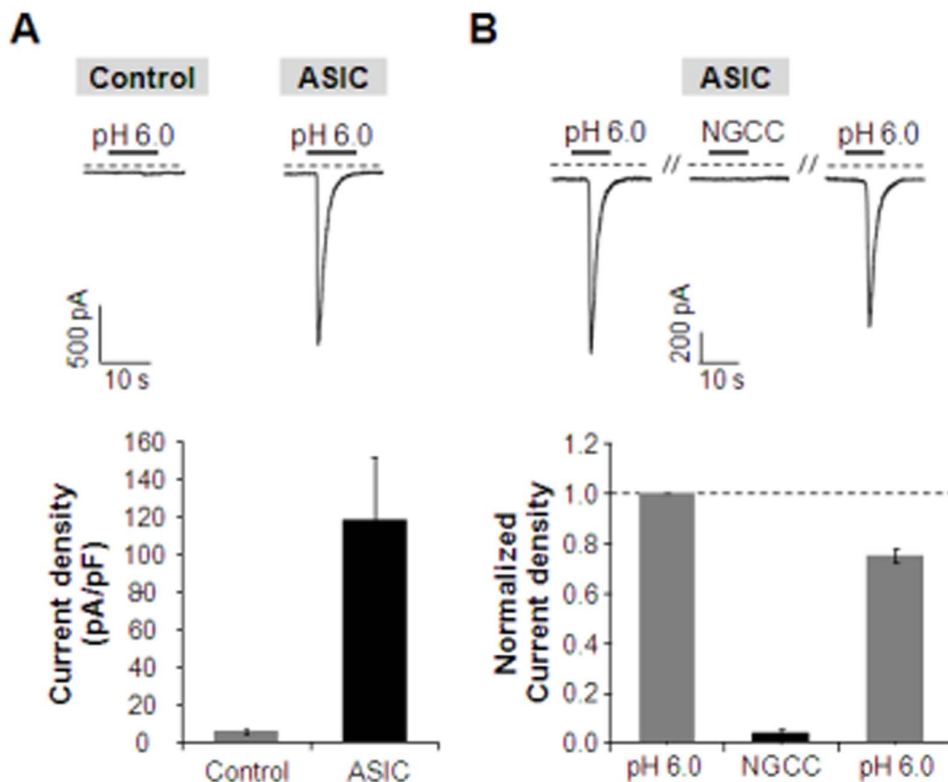 A
Control
ASIC
pH 6.0
pH 6.0
500 pA
10 s
160
140
120
100
80
60
40
20
0
Current density
(pA/pF)
Control
ASIC
B
ASIC
pH 6.0
NGCC
pH 6.0
//
//
200 pA
10 s
1.2
1.0
0.8
0.6
0.4
0.2
0.0
Normalized
Current density
pH 6.0
NGCC
pH 6.0